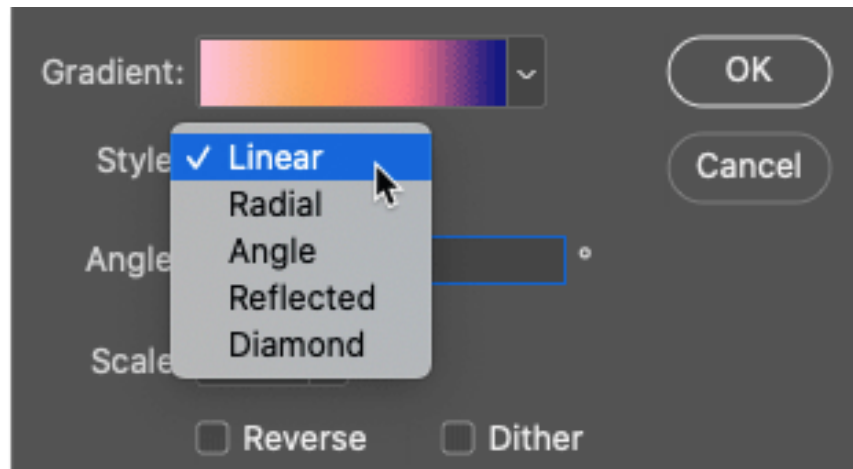 Gradient:
OK
Style
✓ Linear
Cancel
Radial
Angle
Angle
°
Reflected
Diamond
Scale
Reverse
Dither